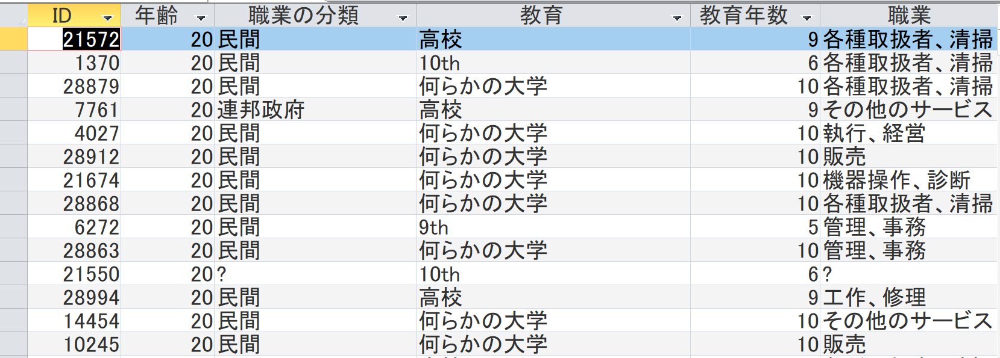 ID 年齢 職業の分類 教育 教育年数 職業
21572 20 民間 高校 9 各種取扱者、清掃
1370 20 民間 10th 6 各種取扱者、清掃
28879 20 民間 何らかの大学 10 各種取扱者、清掃
7761 20 連邦政府 高校 9 その他のサービス
4027 20 民間 何らかの大学 10 執行、経営
28912 20 民間 何らかの大学 10 販売
21674 20 民間 何らかの大学 10 機器操作、診断
28868 20 民間 何らかの大学 10 各種取扱者、清掃
6272 20 民間 9th 5 管理、事務
28863 20 民間 何らかの大学 10 管理、事務
21550 20 ? 10th 6 ?
28994 20 民間 高校 9 工作、修理
14454 20 民間 何らかの大学 10 その他のサービス
10245 20 民間 何らかの大学 10 販売